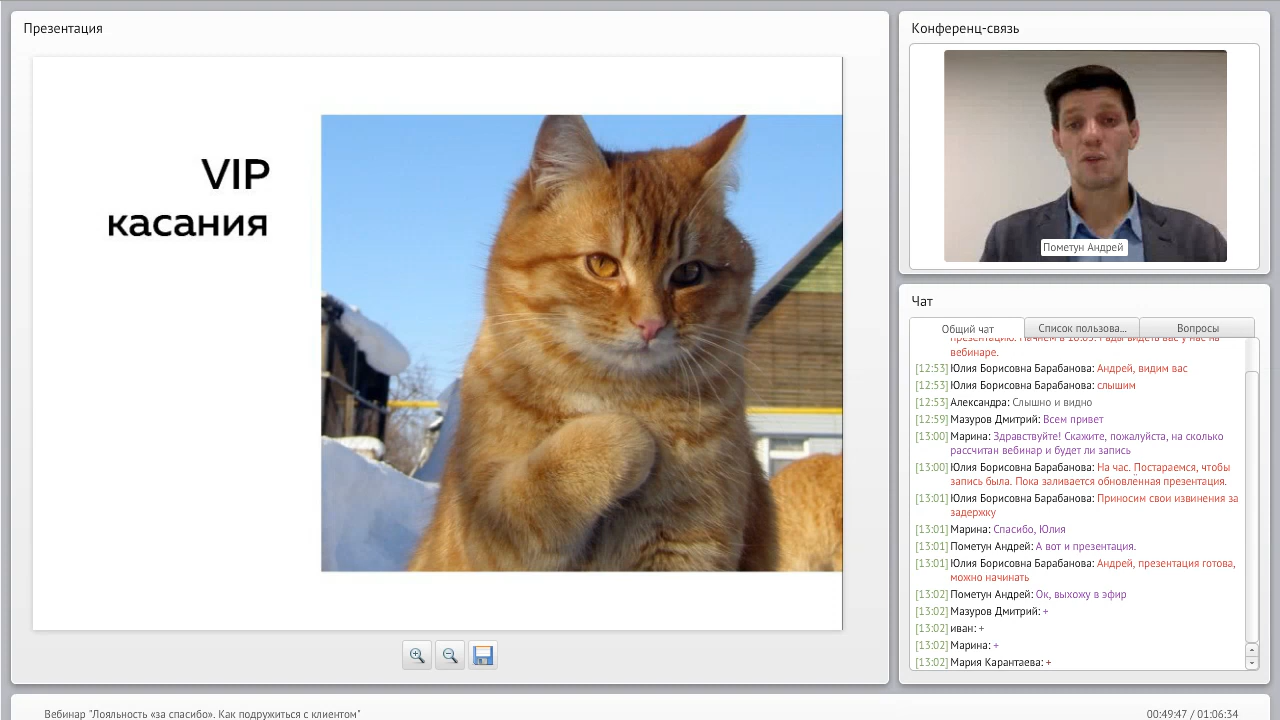 Презентация
VIP
касания
Конференц-связь
Пометун Андрей
Чат
Общий чат
Список пользова...
Вопросы
вебинаре.
[12:53] Юлия Борисовна Барабанова: Андрей, видим вас
[12:53] Юлия Борисовна Барабанова: слышим
[12:53] Александра: Слышно и видно
[12:59] Мазуров Дмитрий: Всем привет
[13:00] Марина: Здравствуйте! Скажите, пожалуйста, на сколько
рассчитан вебинар и будет ли запись
[13:00] Юлия Борисовна Барабанова: На час. Постараемся, чтобы
запись была. Пока заливается обновлённая презентация.
[13:01] Юлия Борисовна Барабанова: Приносим свои извинения за
задержку
[13:01] Марина: Спасибо, Юлия
[13:01] Пометун Андрей: А вот и презентация.
[13:01] Юлия Борисовна Барабанова: Андрей, презентация готова,
можно начинать
[13:02] Пометун Андрей: Ок, выхожу в эфир
[13:02] Мазуров Дмитрий: +
[13:02] иван: +
[13:02] Марина: +
[13:02] Мария Карантаева: +
Вебинар "Лояльность «за спасибо». Как подружиться с клиентом"
00:49:47 / 01:06:34